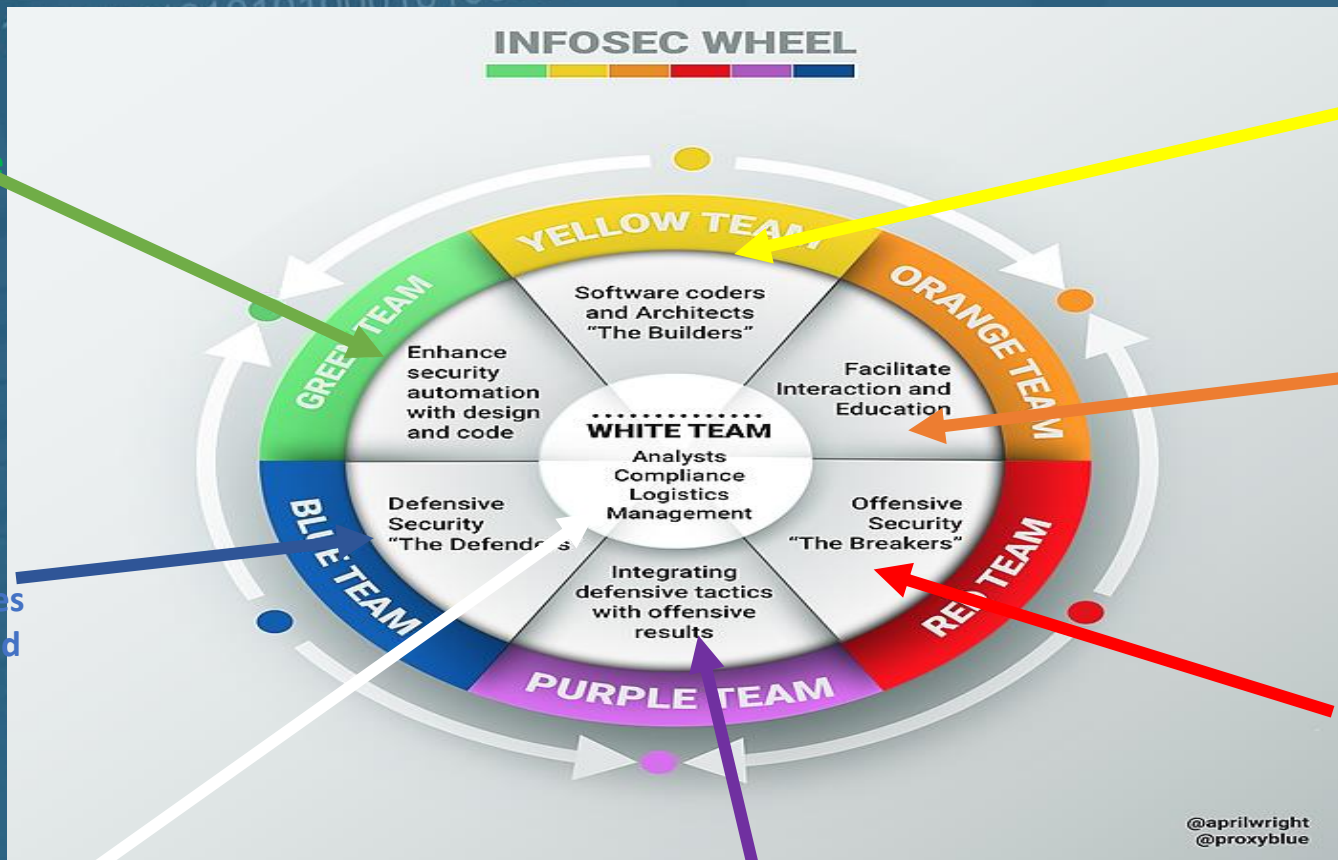 INFOSEC WHEEL
YELLOW TEAM
Software coders
and Architects
"The Builders"
ORANGE TEAM
Facilitate
Interaction and
Education
RED TEAM
Offensive
Security
"The Breakers"
PURPLE TEAM
Integrating
defensive tactics
with offensive
results
BLUE TEAM
Defensive
Security
"The Defenders
GREEN TEAM
Enhance
security
automation
with design
and code
WHITE TEAM
Analysts
Compliance
Logistics
Management
@aprilwright
@proxyblue